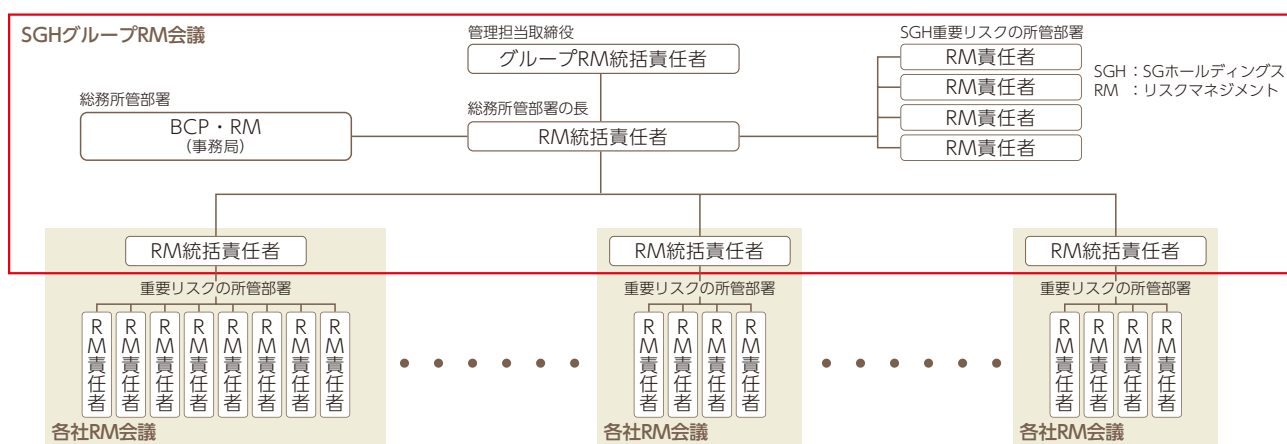 SGHグループRM会議
管理担当取締役
グループRM統括責任者
SGH重要リスクの所管部署
RM責任者
RM責任者
RM責任者
RM責任者
SGH：SGホールディングス
RM ：リスクマネジメント
総務所管部署
BCP・RM
(事務局)
総務所管部署の長
RM統括責任者
RM統括責任者
重要リスクの所管部署
RM責任者
RM責任者
RM責任者
RM責任者
RM責任者
RM責任者
RM責任者
RM責任者
各社RM会議
RM統括責任者
重要リスクの所管部署
RM責任者
RM責任者
RM責任者
RM責任者
各社RM会議
RM統括責任者
重要リスクの所管部署
RM責任者
RM責任者
RM責任者
RM責任者
各社RM会議